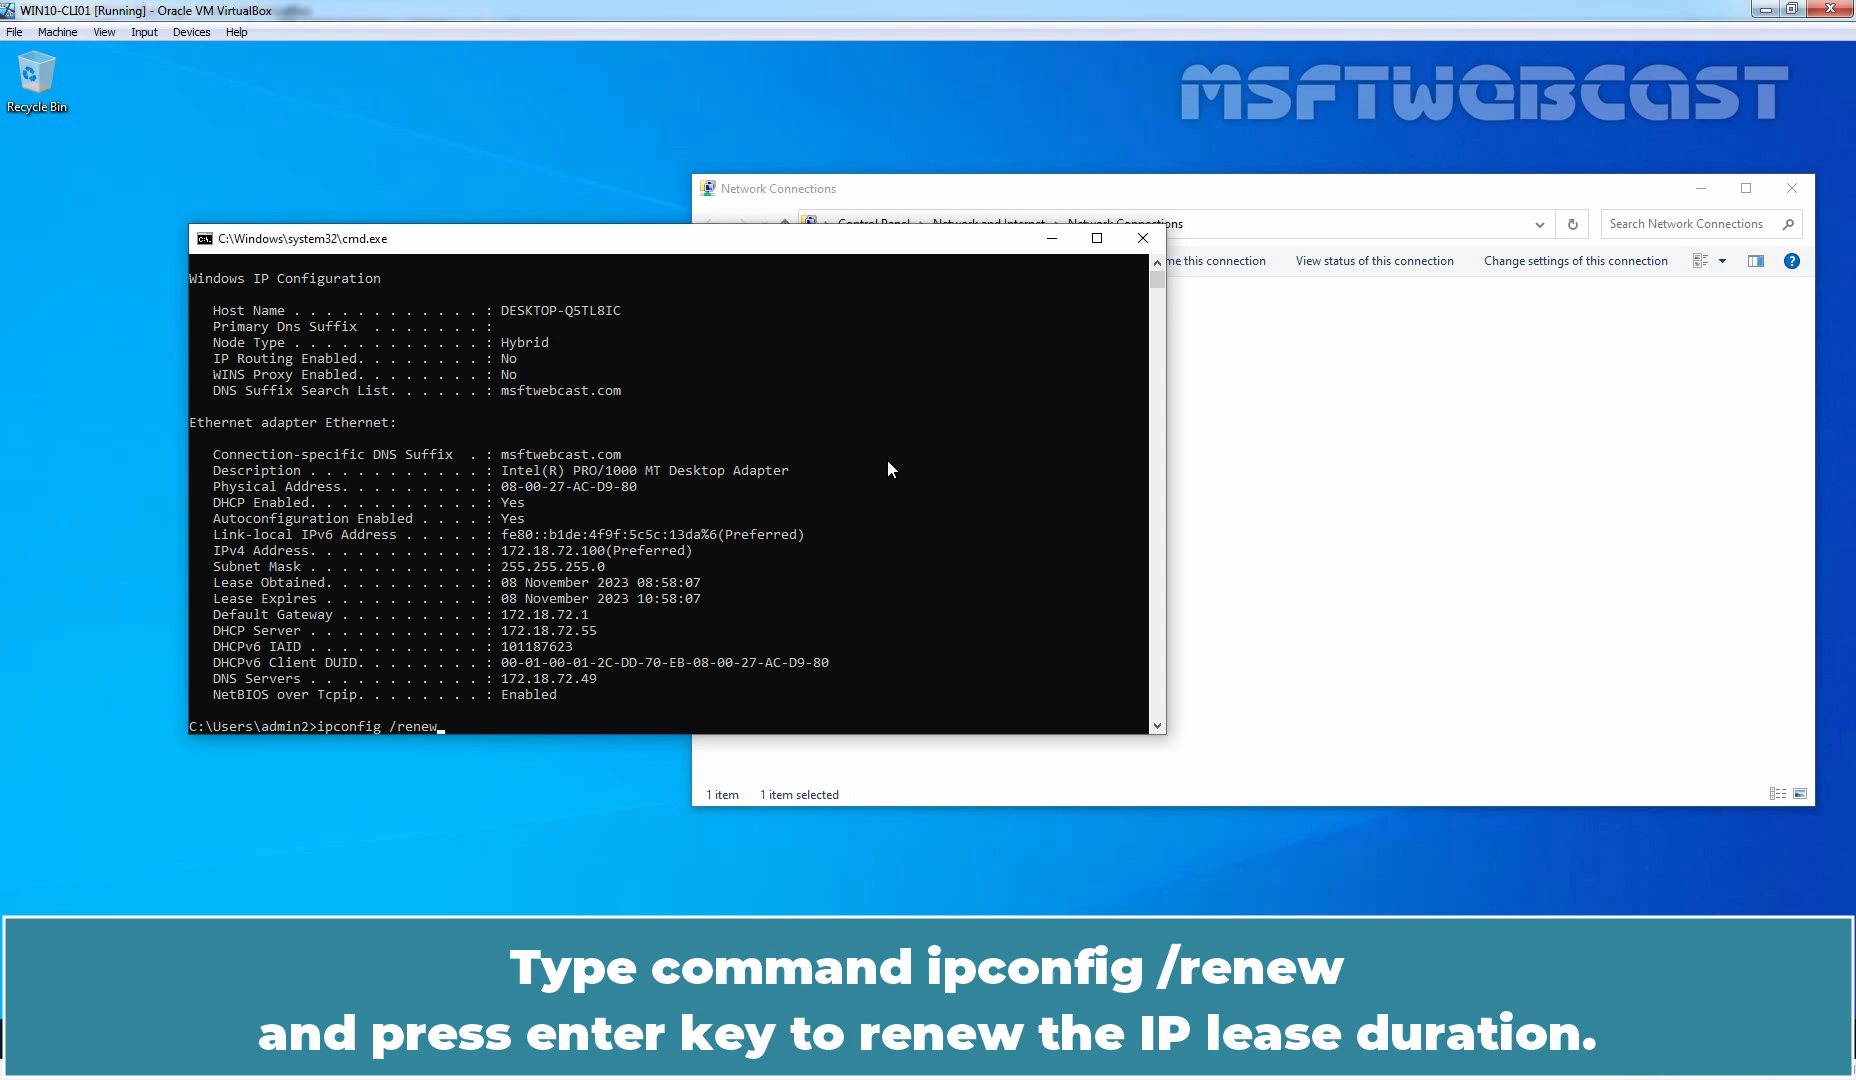 WIN10-CLI01 [Running] - Oracle VM VirtualBox
File Machine View Input Devices Help
Recycle Bin
MSFTWEBCAST
Network Connections
Control Panel Network and Internet Network Connections
Search Network Connections
me this connection View status of this connection Change settings of this connection
C:\Windows\system32\cmd.exe
Windows IP Configuration
Host Name . . . . . . . . . . . . : DESKTOP-Q5TL8IC
Primary Dns Suffix . . . . . . . :
Node Type . . . . . . . . . . . . : Hybrid
IP Routing Enabled. . . . . . . . : No
WINS Proxy Enabled. . . . . . . . : No
DNS Suffix Search List. . . . . . : msftwebcast.com
Ethernet adapter Ethernet:
Connection-specific DNS Suffix . : msftwebcast.com
Description . . . . . . . . . . . : Intel(R) PRO/1000 MT Desktop Adapter
Physical Address. . . . . . . . . : 08-00-27-AC-D9-80
DHCP Enabled. . . . . . . . . . . : Yes
Autoconfiguration Enabled . . . . : Yes
Link-local IPv6 Address . . . . . : fe80::b1de:4f9f:5c5c:13da%6(Preferred)
IPv4 Address. . . . . . . . . . . : 172.18.72.100(Preferred)
Subnet Mask . . . . . . . . . . . : 255.255.255.0
Lease Obtained. . . . . . . . . . : 08 November 2023 08:58:07
Lease Expires . . . . . . . . . . : 08 November 2023 10:58:07
Default Gateway . . . . . . . . . : 172.18.72.1
DHCP Server . . . . . . . . . . . : 172.18.72.55
DHCPv6 IAID . . . . . . . . . . . : 101187623
DHCPv6 Client DUID. . . . . . . . : 00-01-00-01-2C-DD-70-EB-08-00-27-AC-D9-80
DNS Servers . . . . . . . . . . . : 172.18.72.49
NetBIOS over Tcpip. . . . . . . . : Enabled
C:\Users\admin2>ipconfig /renew
1 item 1 item selected
Type command ipconfig /renew
and press enter key to renew the IP lease duration.